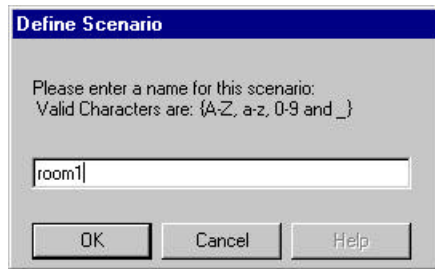 Define Scenario
Please enter a name for this scenario:
Valid Characters are: {A-Z, a-z, 0-9 and _}
room1
OK Cancel Help